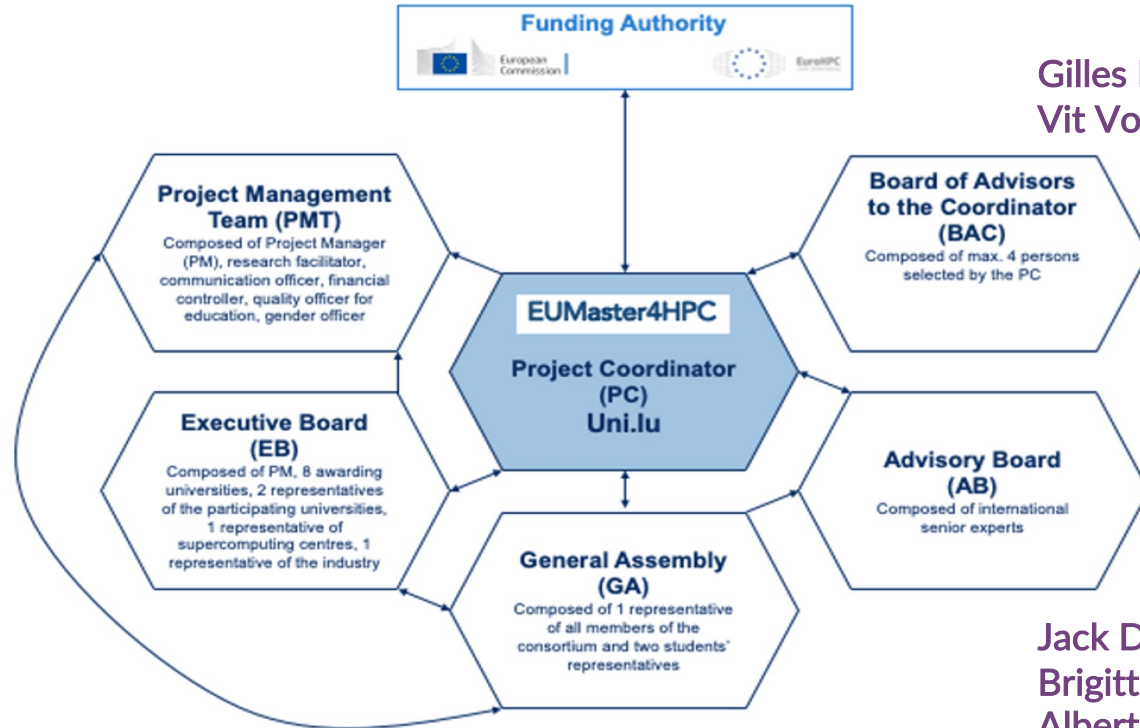 Funding Authority
European
Commission
EuroHPC
Gilles
Vit
Project Management
Team (PMT)
Composed of Project Manager
(PM), research facilitator,
communication officer, financial
controller, quality officer for
education, gender officer
Board of Advisors
to the Coordinator
(BAC)
Composed of max. 4 persons
selected by the PC
EUMaster4HPC
Project Coordinator
(PC)
Uni.lu
Executive Board
(EB)
Composed of PM, 8 awarding
universities, 2 representatives
of the participating universities,
1 representative of
supercomputing centres, 1
representative of the industry
Advisory Board
(AB)
Composed of international
senior experts
General Assembly
(GA)
Composed of 1 representative
of all members of the
consortium and two students'
representatives
Jack D
Brigitt
Albert